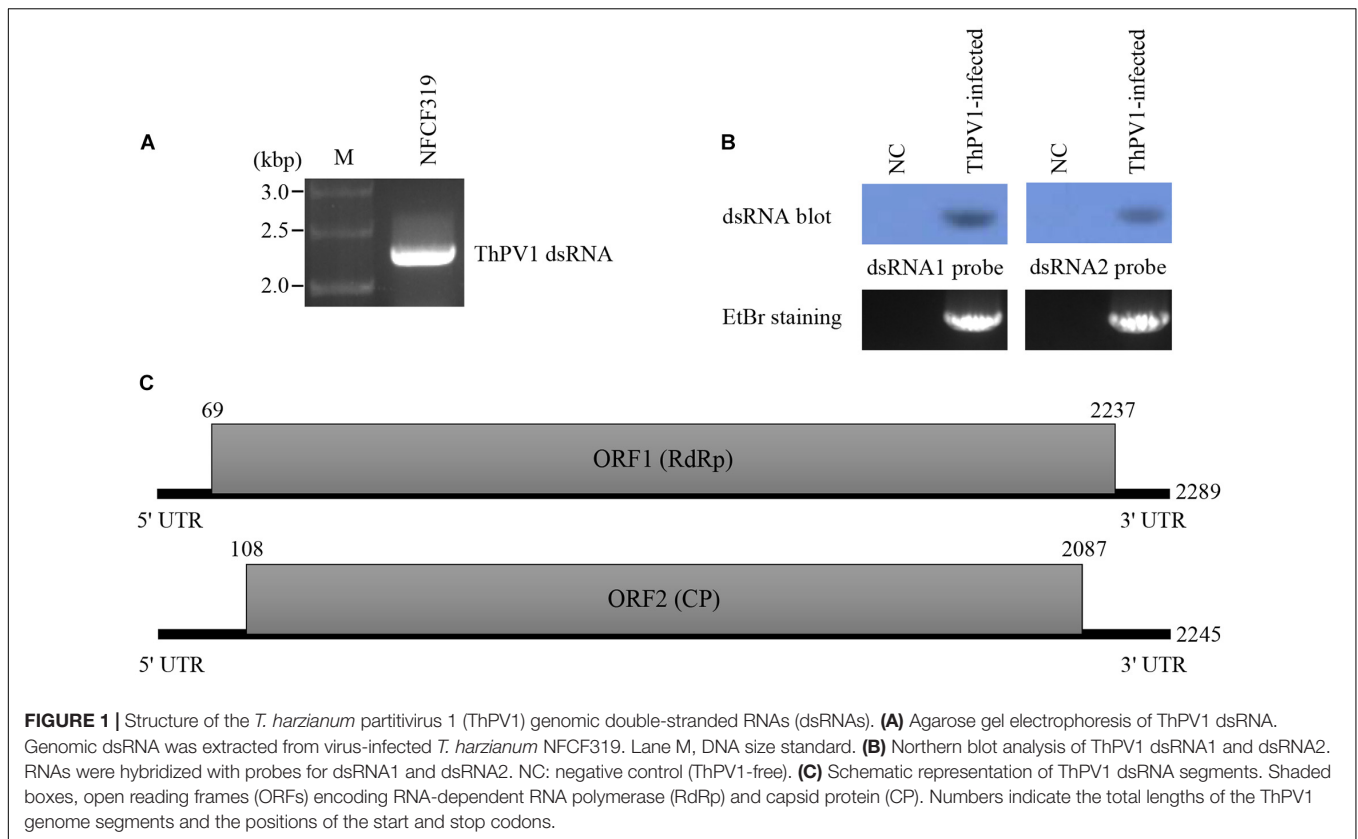 A
(kbp)
M
NFCF319
3.0
2.5
2.0
ThPV1 dsRNA
B
NC
ThPV1-infected
NC
ThPV1-infected
dsRNA blot
dsRNA1 probe
dsRNA2 probe
EtBr staining
C
69
2237
ORF1 (RdRp)
2289
5' UTR
3' UTR
108
2087
ORF2 (CP)
2245
5' UTR
3' UTR
FIGURE 1 | Structure of the T. harzianum partitivirus 1 (ThPV1) genomic double-stranded RNAs (dsRNAs). (A) Agarose gel electrophoresis of ThPV1 dsRNA.
Genomic dsRNA was extracted from virus-infected T. harzianum NFCF319. Lane M, DNA size standard. (B) Northern blot analysis of ThPV1 dsRNA1 and dsRNA2.
RNAs were hybridized with probes for dsRNA1 and dsRNA2. NC: negative control (ThPV1-free). (C) Schematic representation of ThPV1 dsRNA segments. Shaded
boxes, open reading frames (ORFs) encoding RNA-dependent RNA polymerase (RdRp) and capsid protein (CP). Numbers indicate the total lengths of the ThPV1
genome segments and the positions of the start and stop codons.